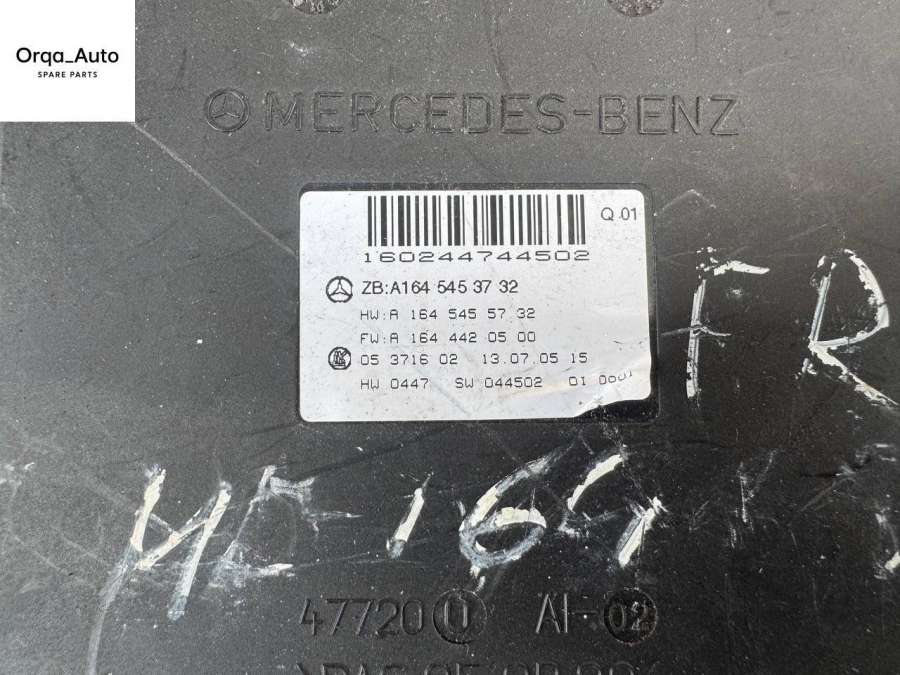 Orqa_Auto
SPARE PARTS
MERCEDES-BENZ
Q.01
160244744502
ZB:A164 545 37 32
HW:A 164 545 57 32
FW:A 164 442 05 00
05 3716 02 13.07.05 15
HW 0447 SW 044502 01
FR
164
47720 U AI-02